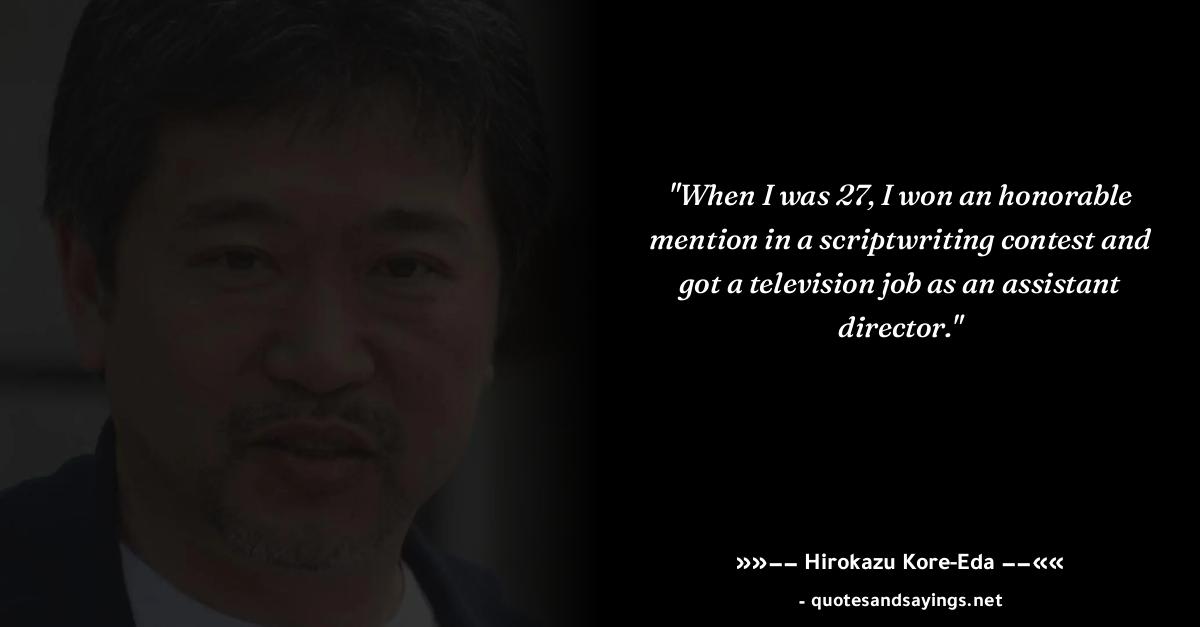 "When I was 27, I won an honorable
mention in a scriptwriting contest and
got a television job as an assistant
director."
»»−− Hirokazu Kore-Eda −−««
- quotesandsayings.net